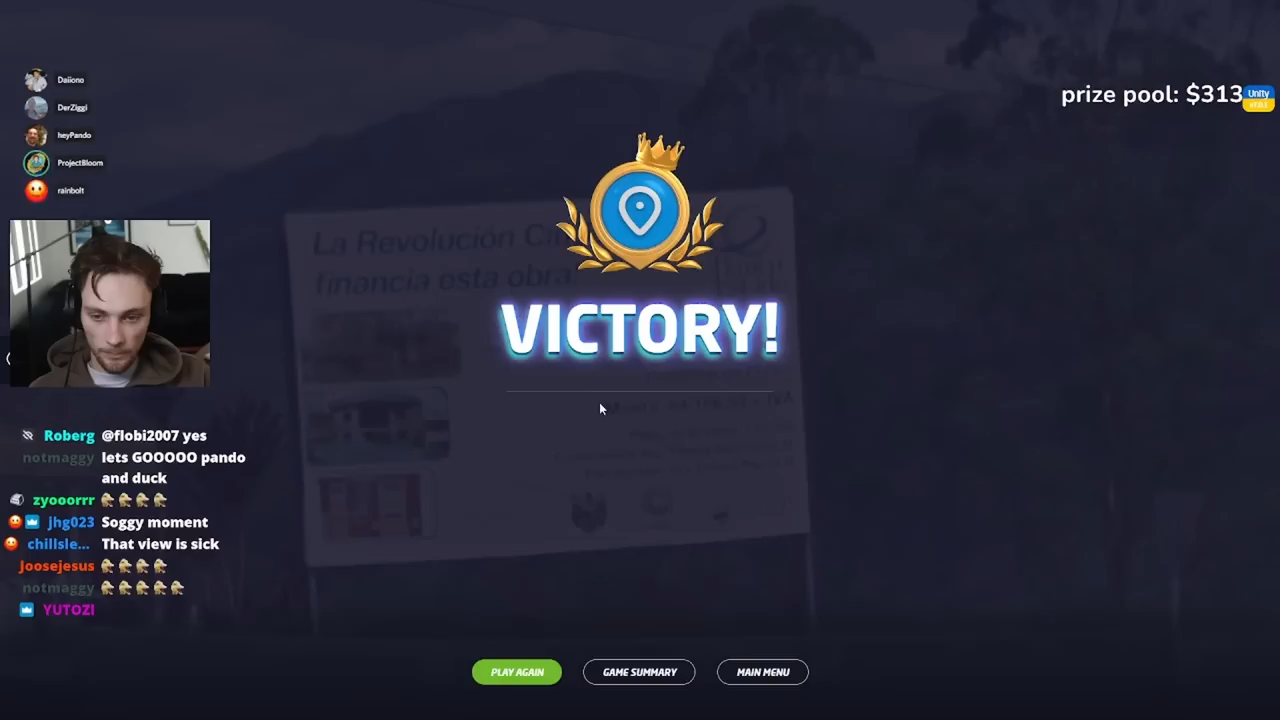 Daiiono
DerZiggi
heyPando
ProjectBloom
rainbolt
prize pool: $313
Unity
La Revolución
financia esta obra
VICTORY!
Roberg @flobi2007 yes
notmaggy lets GOOOOO pando
and duck
zyooorrr
jhg023 Soggy moment
chillsle... That view is sick
Joosejesus
notmaggy
YUTOZI
PLAY AGAIN
GAME SUMMARY
MAIN MENU